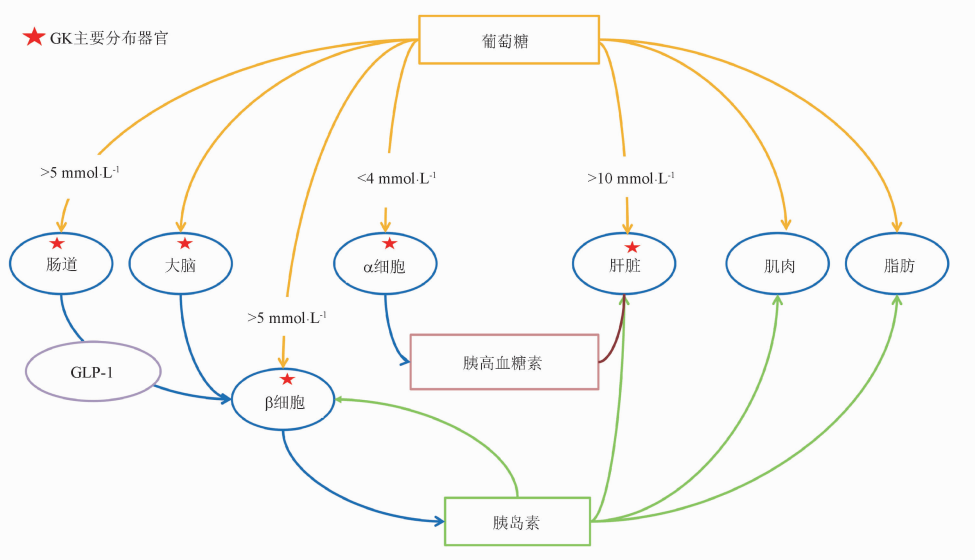 GK主要分布器官
葡萄糖
>5 mmol·L-1
<4 mmol·L-1
>10 mmol·L-1
肠道
大脑
α细胞
肝脏
肌肉
脂肪
>5 mmol·L-1
GLP-1
胰高血糖素
β细胞
胰岛素